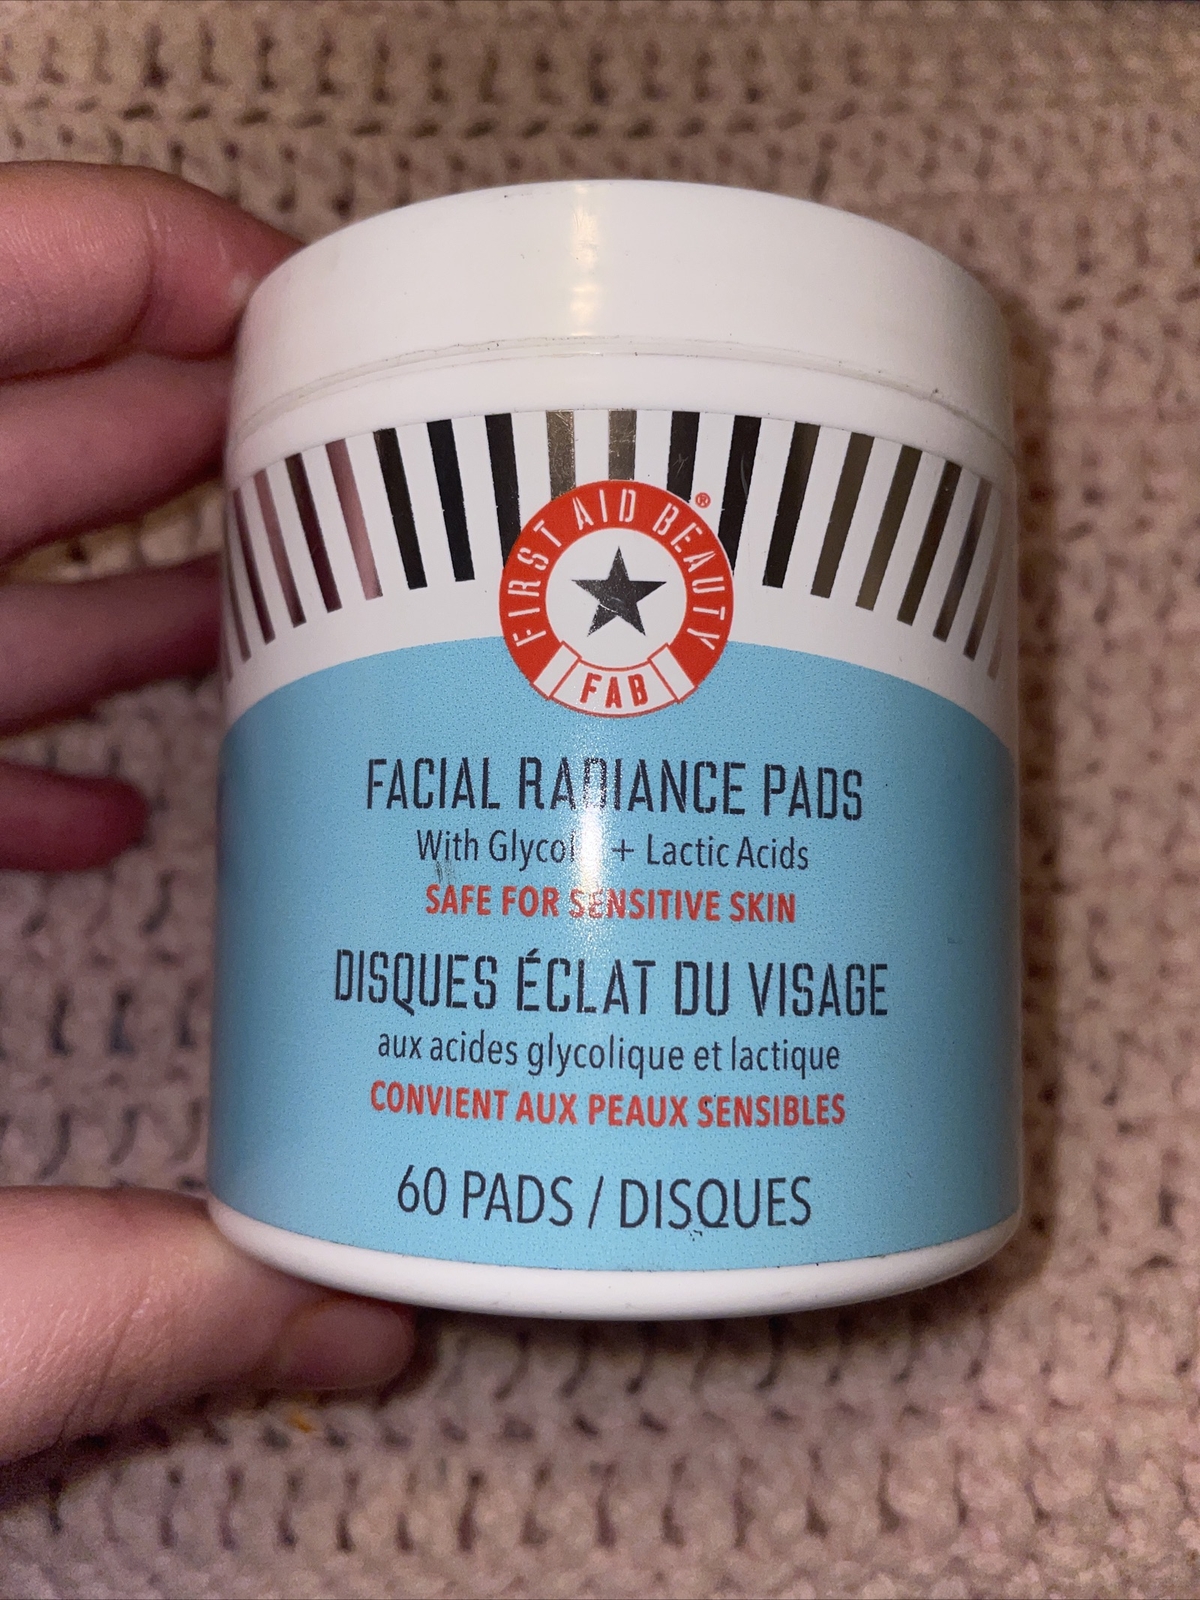 FIRST AID BEAUTY®
FAB
FACIAL RADIANCE PADS
With Glycol + Lactic Acids
SAFE FOR SENSITIVE SKIN
DISQUES ÉCLAT DU VISAGE
aux acides glycolique et lactique
CONVIENT AUX PEAUX SENSIBLES
60 PADS / DISQUES